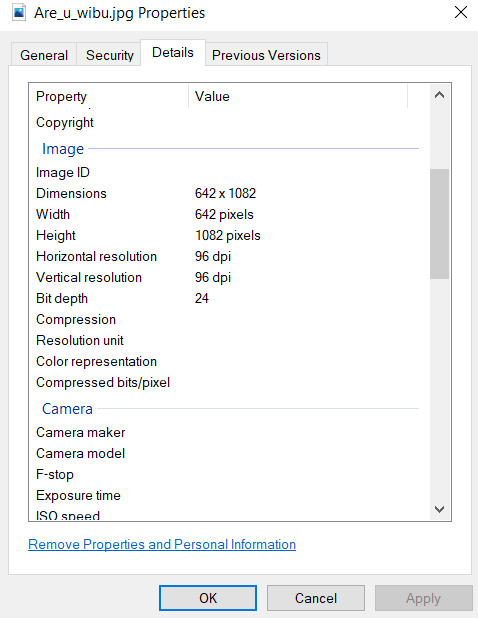 Are_u_wibu.jpg Properties
General Security Details Previous Versions
Property Value
Copyright
Image
Image ID
Dimensions 642 x 1082
Width 642 pixels
Height 1082 pixels
Horizontal resolution 96 dpi
Vertical resolution 96 dpi
Bit depth 24
Compression
Resolution unit
Color representation
Compressed bits/pixel
Camera
Camera maker
Camera model
F-stop
Exposure time
ISO speed
Remove Properties and Personal Information
OK Cancel Apply